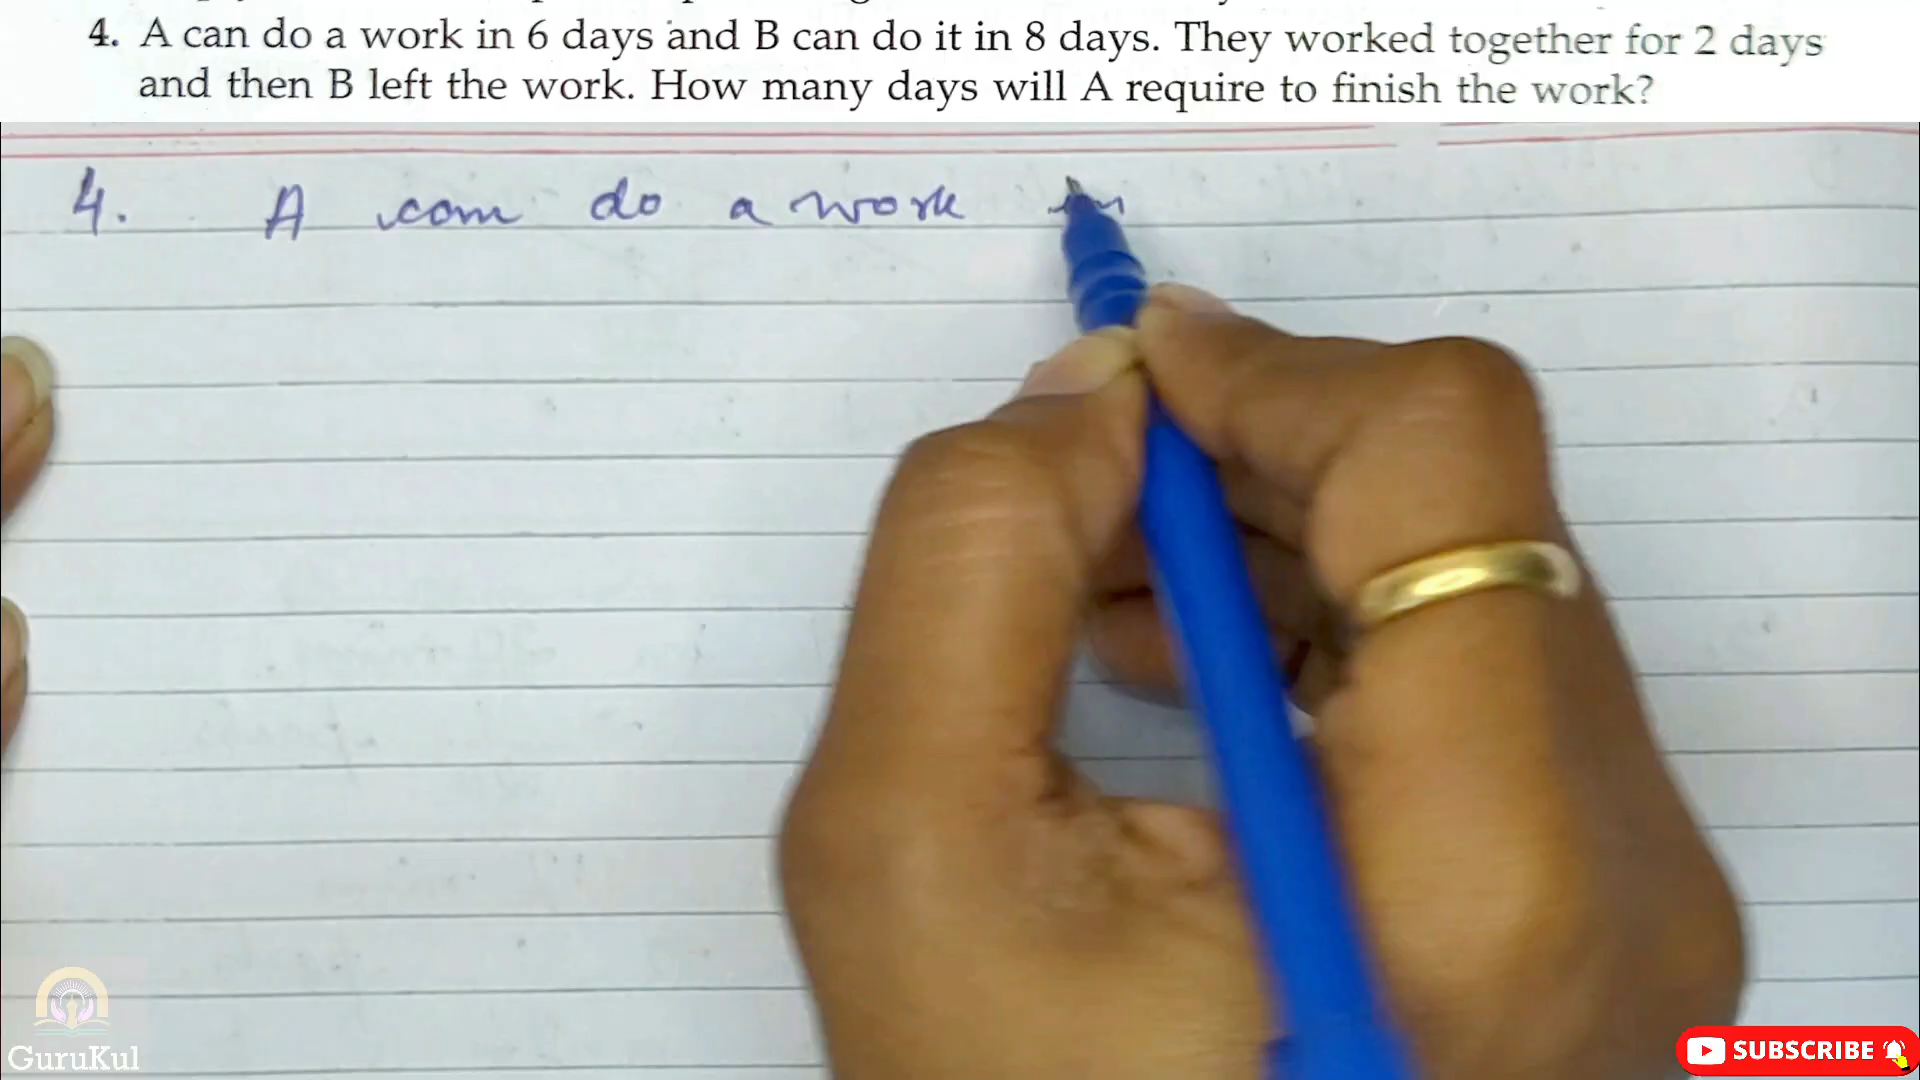 4. A can do a work in 6 days and B can do it in 8 days. They worked together for 2 days
and then B left the work. How many days will A require to finish the work?
4. A can do a work in
GuruKul
SUBSCRIBE